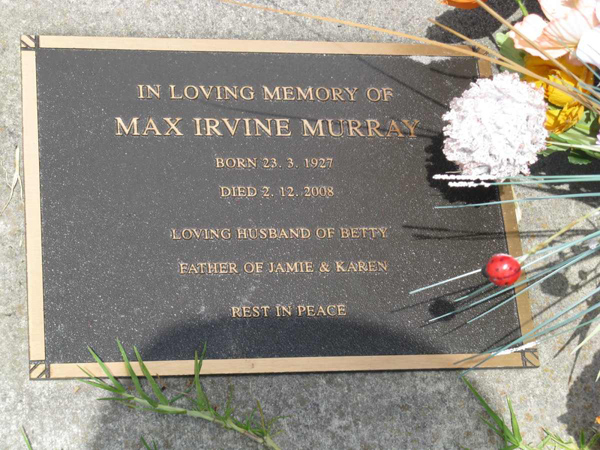 IN LOVING MEMORY OF
MAX IRVINE MURRAY
BORN 23. 3. 1927
DIED 2. 12. 2008
LOVING HUSBAND OF BETTY
FATHER OF JAMIE & KAREN
REST IN PEACE